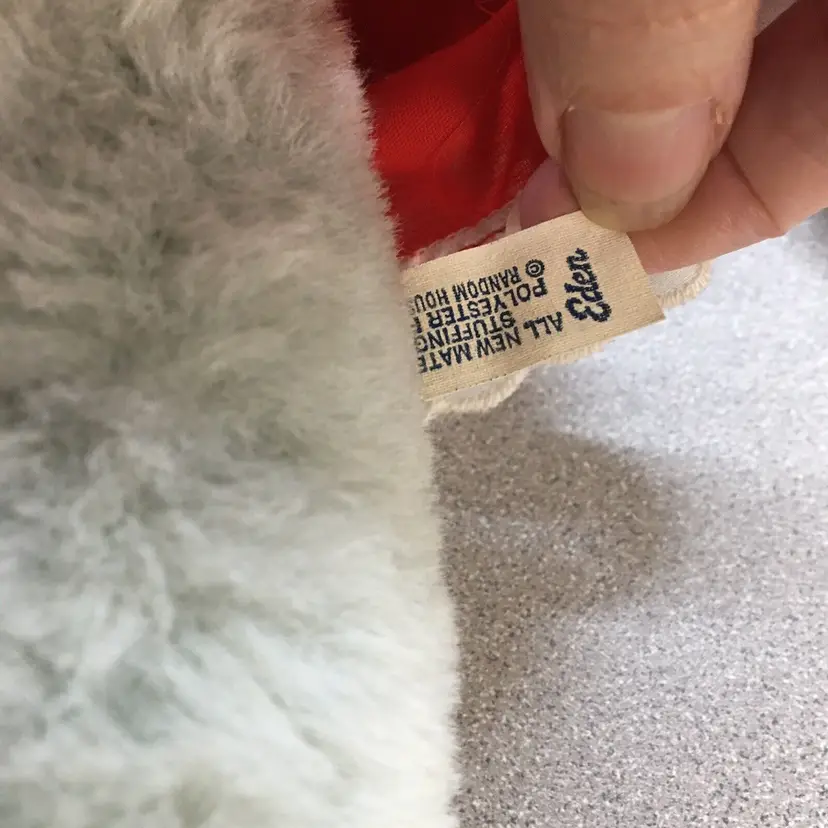 Eden
ALL NEW MATE
STUFFING
POLYESTER
© RANDOM HOUS